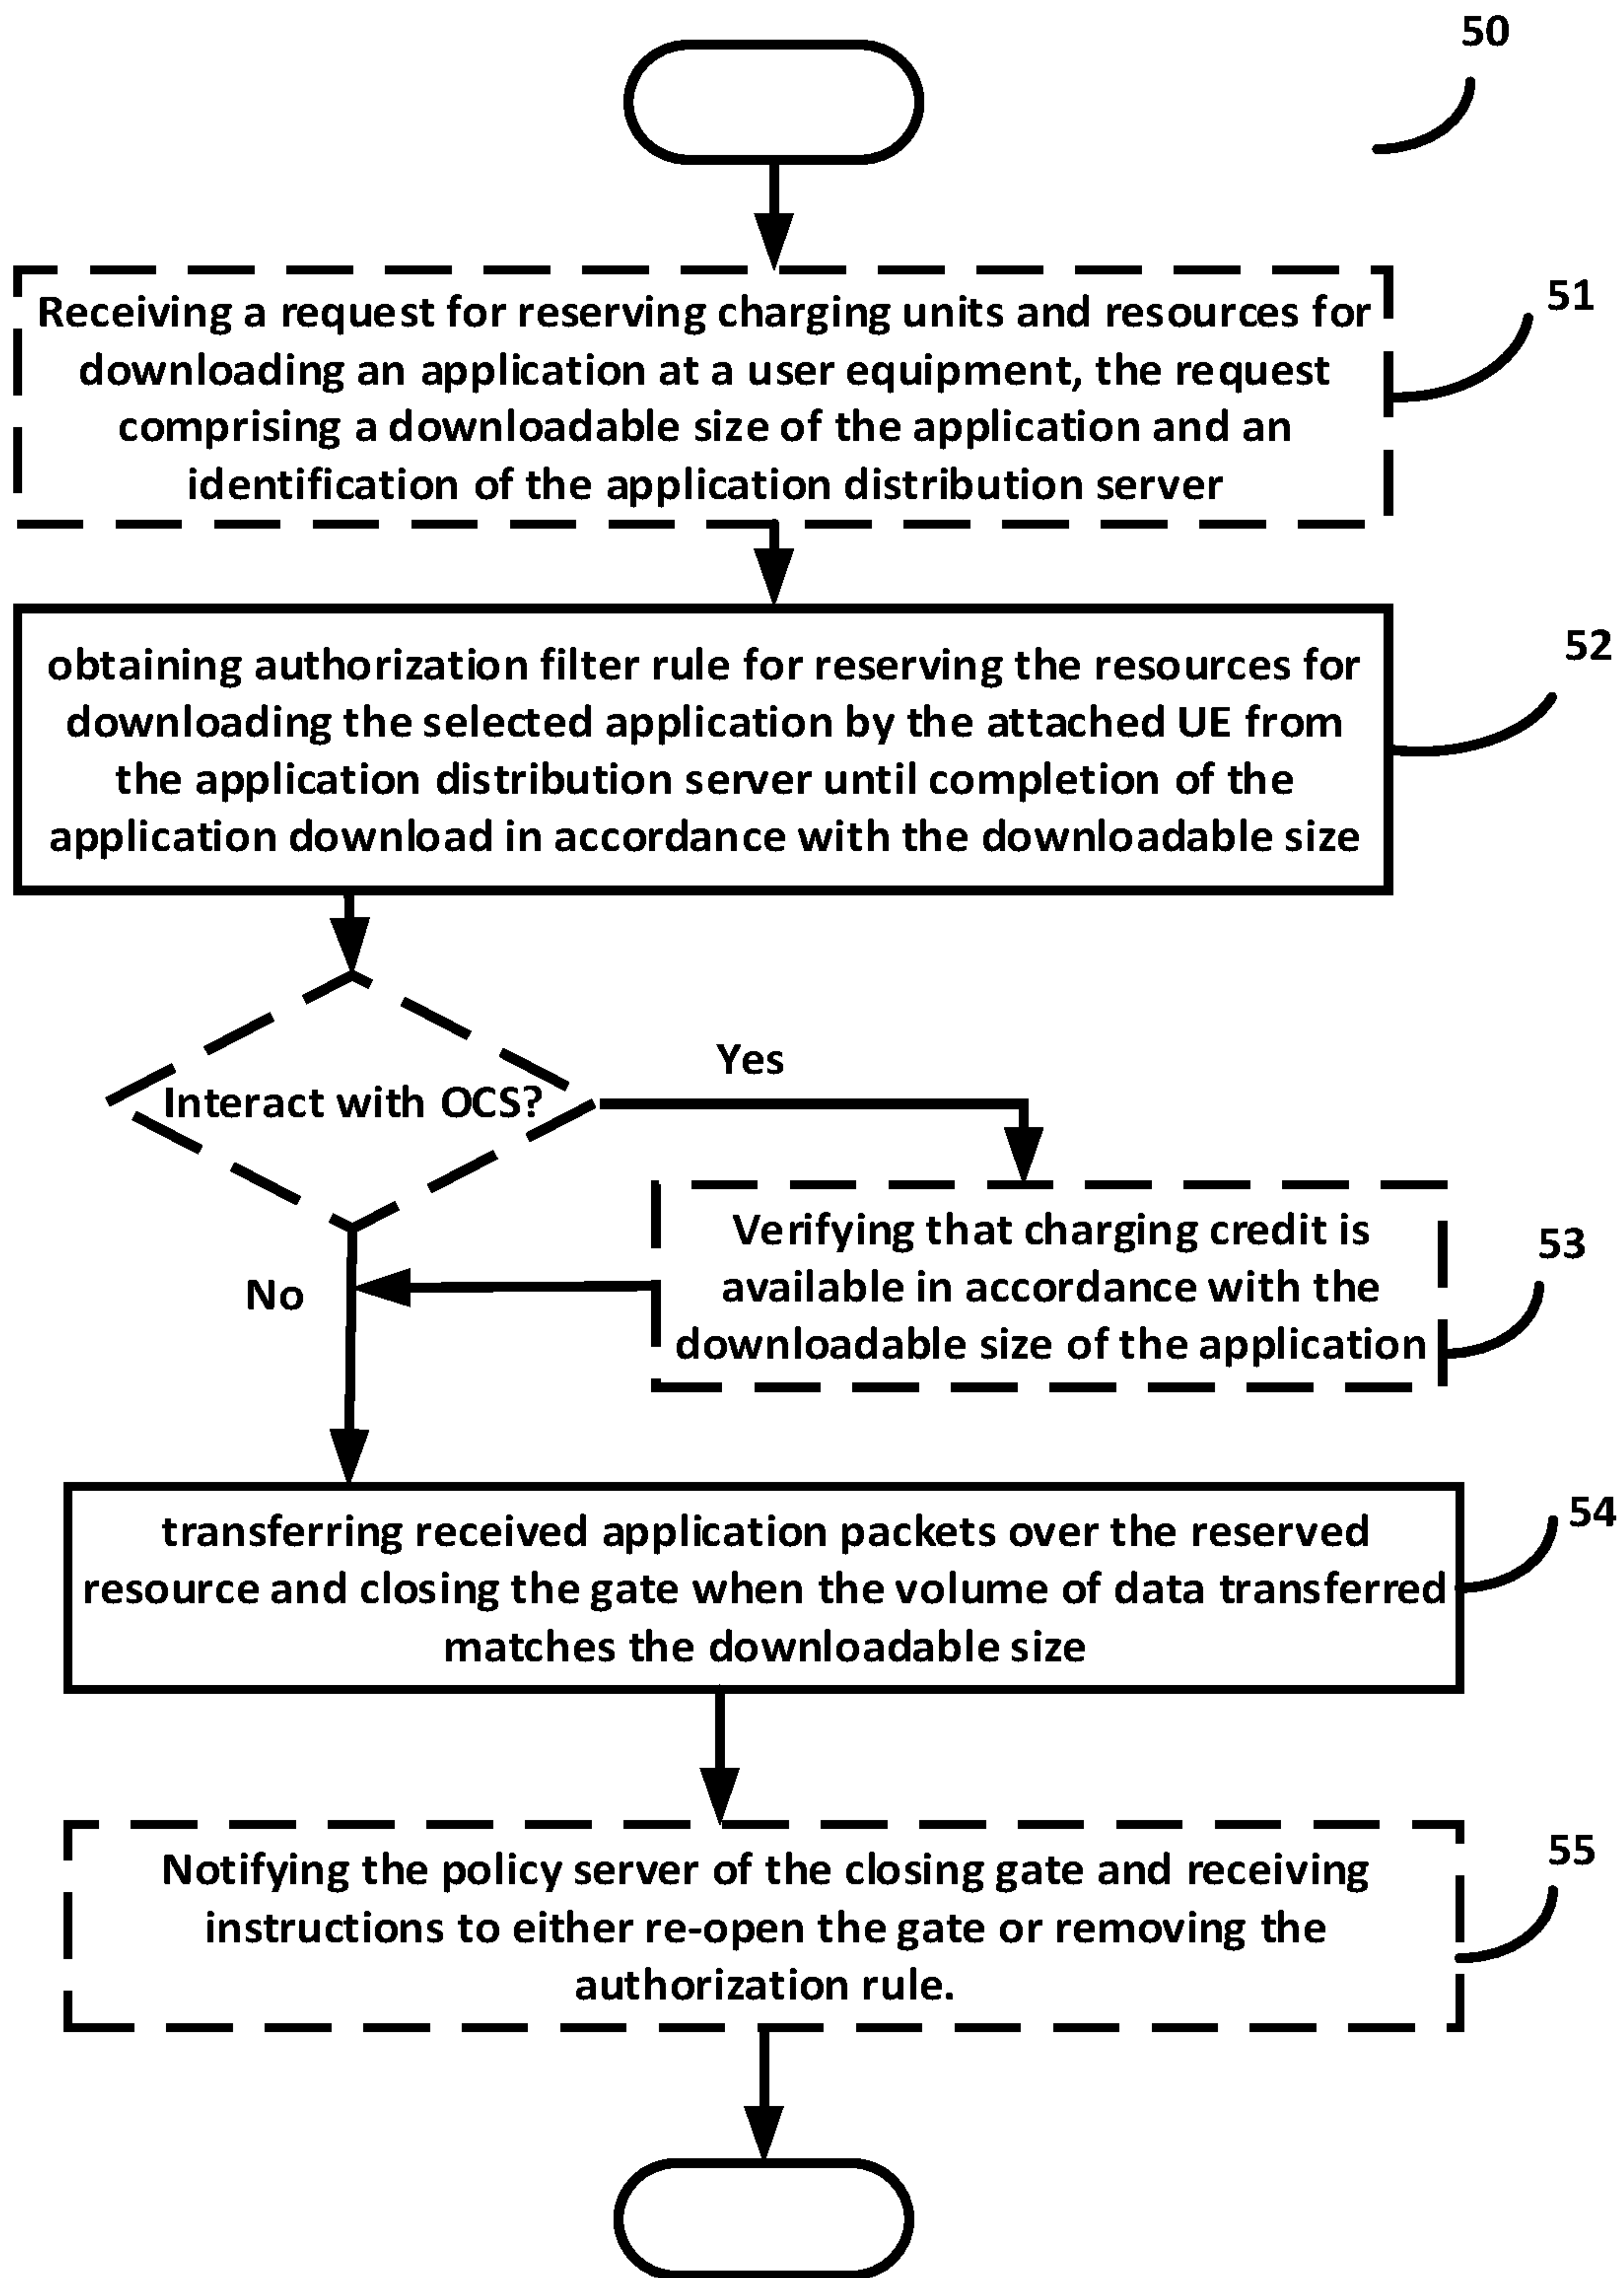 50
Receiving a request for reserving charging units and resources for
downloading an application at a user equipment, the request
comprising a downloadable size of the application and an
identification of the application distribution server
51
obtaining authorization filter rule for reserving the resources for
downloading the selected application by the attached UE from
the application distribution server until completion of the
application download in accordance with the downloadable size
52
Interact with OCS?
Yes
Verifying that charging credit is
available in accordance with the
downloadable size of the application
53
No
transferring received application packets over the reserved
resource and closing the gate when the volume of data transferred
matches the downloadable size
54
Notifying the policy server of the closing gate and receiving
instructions to either re-open the gate or removing the
authorization rule.
55